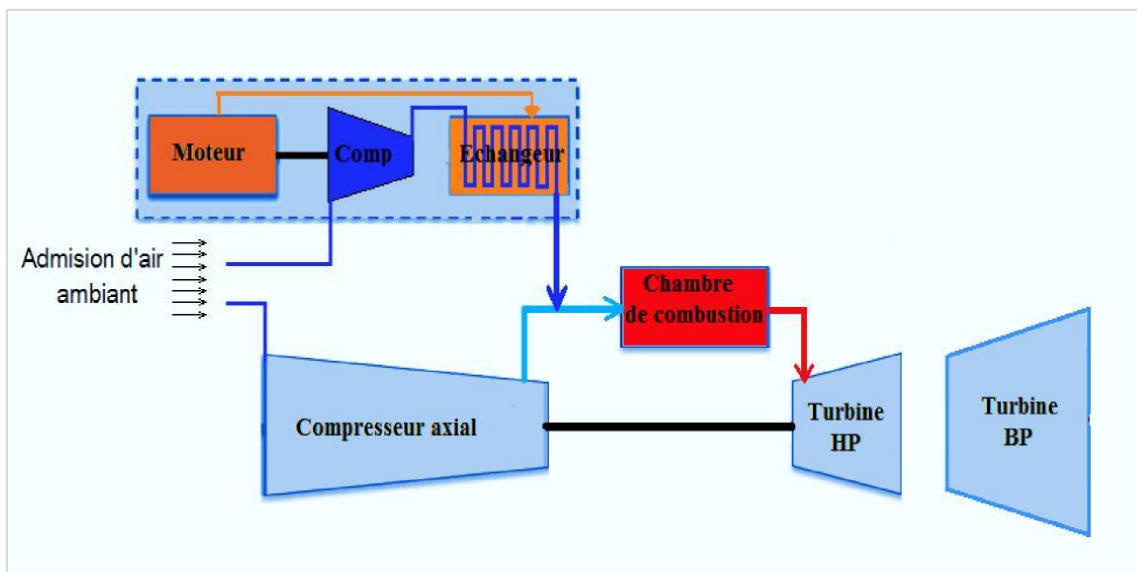 Moteur
Comp
Echangeur
Admision d'air
ambiant
Chambre
de combustion
Compresseur axial
Turbine
HP
Turbine
BP